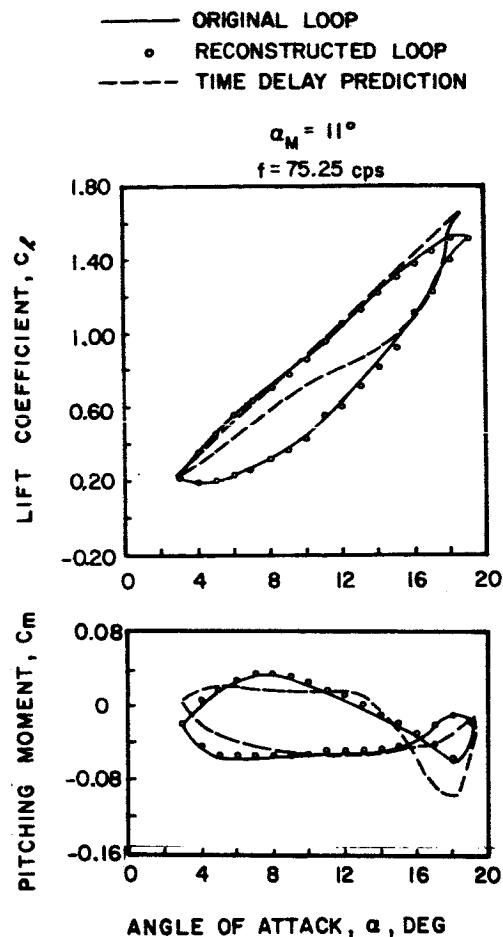 ORIGINAL LOOP
RECONSTRUCTED LOOP
TIME DELAY PREDICTION
α_M = 11°
f = 75.25 cps
LIFT COEFFICIENT, Cℓ
1.80
1.40
1.00
0.60
0.20
-0.20
0 4 8 12 16 20
PITCHING MOMENT, Cm
0.08
0
-0.08
-0.16
0 4 8 12 16 20
ANGLE OF ATTACK, α, DEG